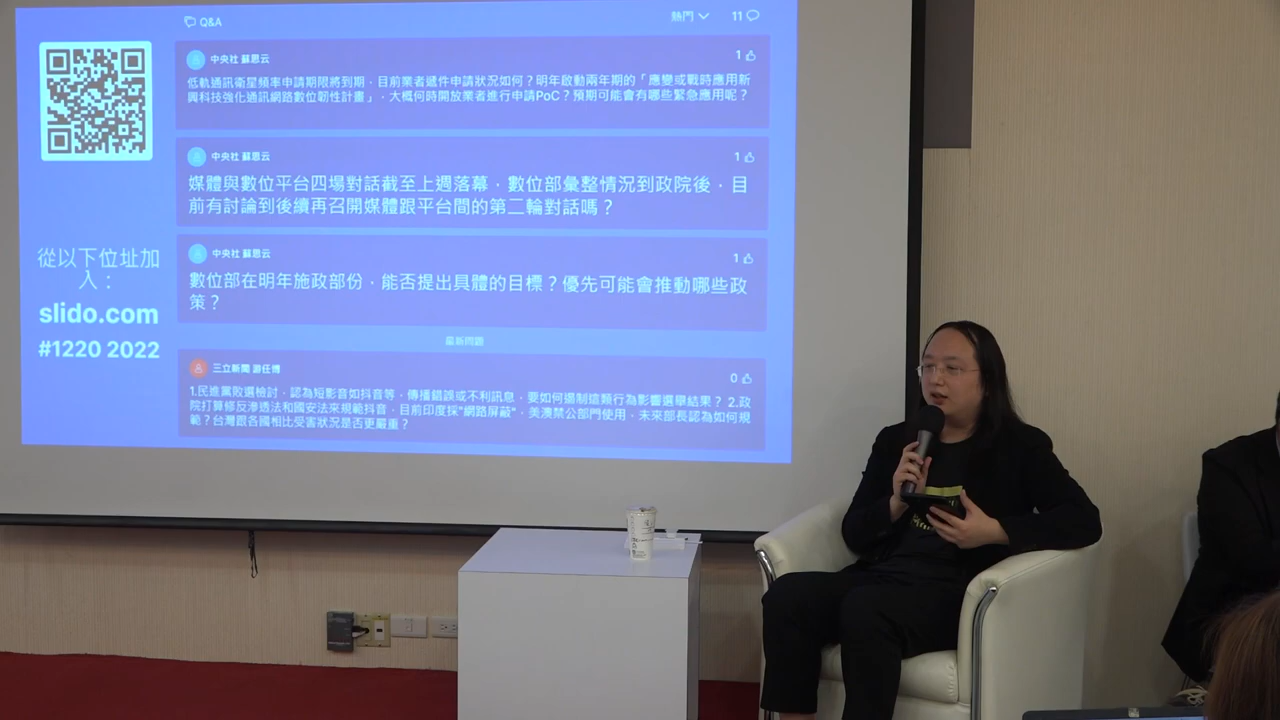 Q&A
熱門
11
中央社 蘇思云
1
低軌通訊衛星頻率申請期限將到期，目前業者遞件申請狀況如何？明年啟動兩年期的「應變或戰時應用新
興科技強化通訊網路數位韌性計畫」，大概何時開放業者進行申請PoC？預期可能會有哪些緊急應用呢？
中央社 蘇思云
1
媒體與數位平台四場對話截至上週落幕，數位部彙整情況到政院後，目
前有討論到後續再召開媒體跟平台間的第二輪對話嗎？
中央社 蘇思云
1
數位部在明年施政部份，能否提出具體的目標？優先可能會推動哪些政
策？
最新問題
三立新聞 游任博
0
1.民進黨敗選檢討，認為短影音如抖音等，傳播錯誤或不利訊息，要如何遏制這類行為影響選舉結果？ 2.政
院打算修反滲透法和國安法來規範抖音，目前印度採"網路屏蔽"，美澳禁公部門使用，未來部長認為如何規
範？台灣跟各國相比受害狀況是否更嚴重？
從以下位址加
入：
slido.com
#1220 2022